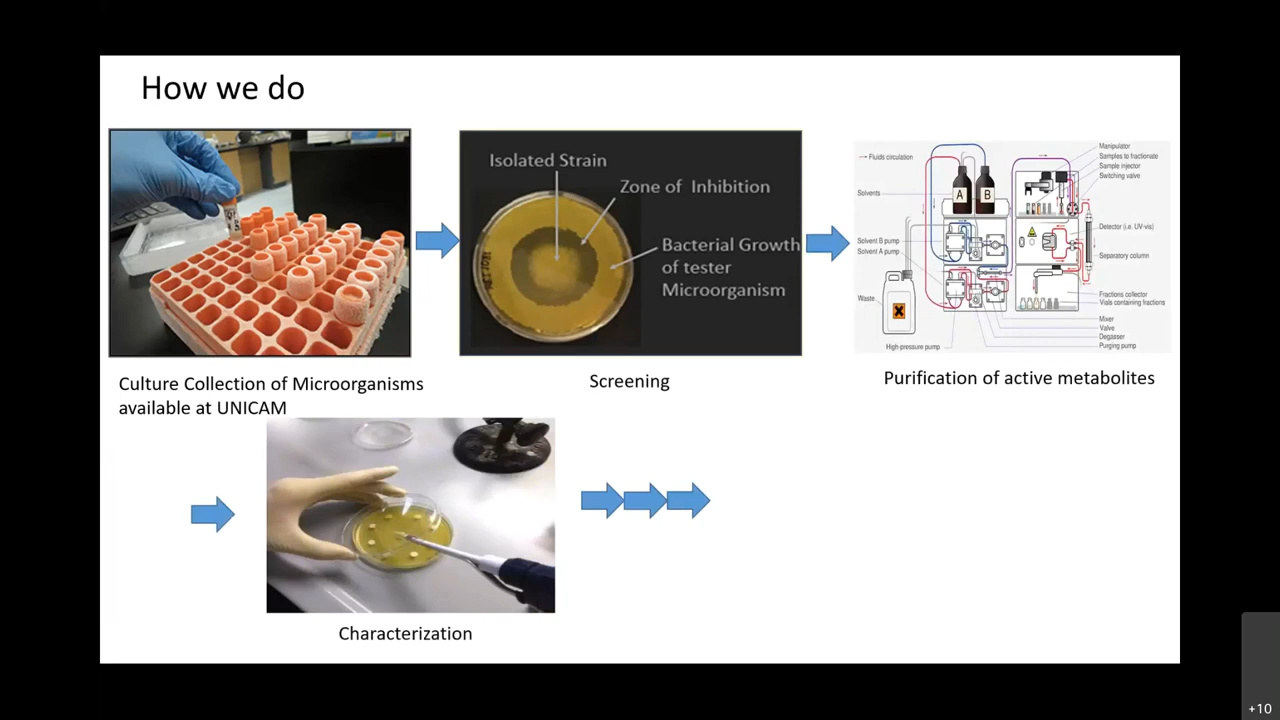 How we do
Isolated Strain
Zone of Inhibition
Bacterial Growth
of tester
Microorganism
Fluids circulation
Solvents
Solvent B pump
Solvent A pump
Waste
High-pressure pump
A
B
Manipulator
Samples to fractionate
Sample injector
Switching valve
Detector (i.e. UV-vis)
Separatory column
Fractions collector
Vials containing fractions
Mixer
Valve
Degasser
Purging pump
Culture Collection of Microorganisms
available at UNICAM
Screening
Purification of active metabolites
Characterization
+10